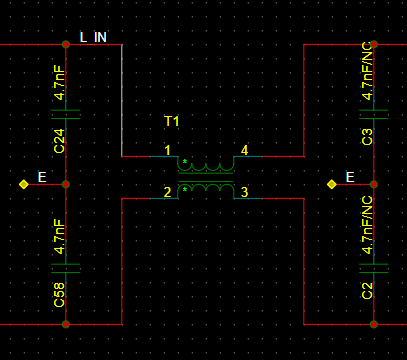 L_IN
4.7nF
4.7nF/NC
T1
C24
C3
1
4
*
E
E
2
*
3
4.7nF
4.7nF/NC
C58
C2